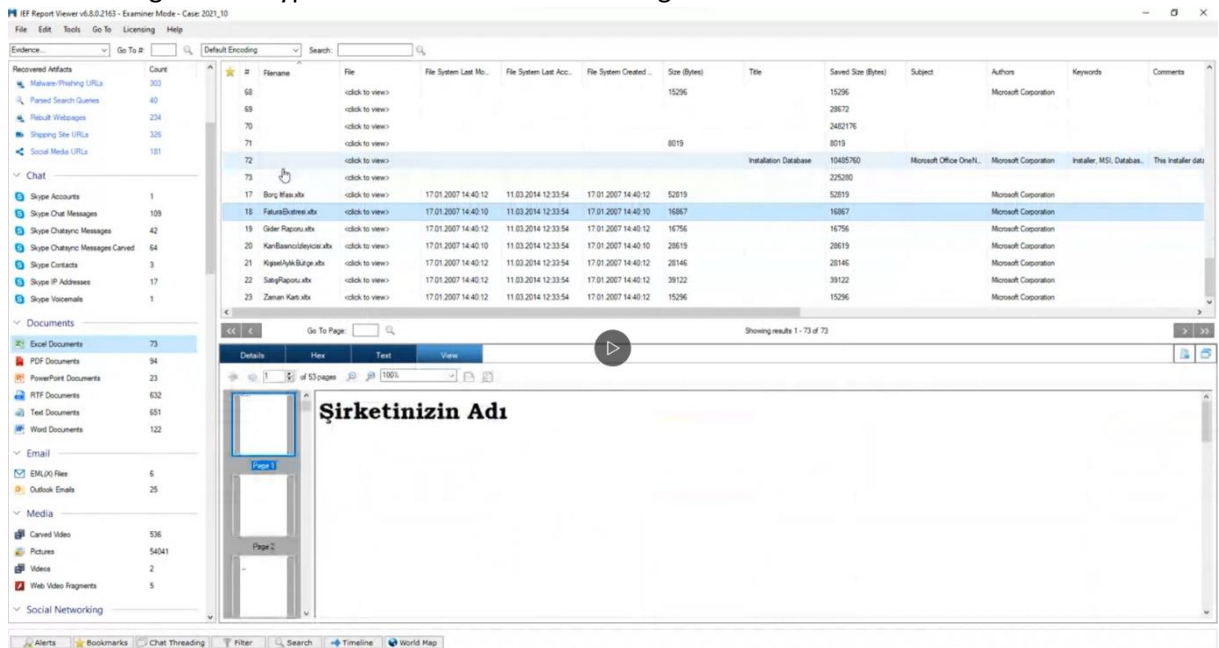 IEF Report Viewer v6.8.0.2163 - Examiner Mode - Case: 2021_10
File Edit Tools Go To Licensing Help
Evidence... Go To #: Default Encoding Search:
Recovered Artifacts Count
Malware/Phishing URLs 303
Parsed Search Queries 40
Rebuilt Webpages 234
Shipping Site URLs 326
Social Media URLs 181
Chat
Skype Accounts 1
Skype Chat Messages 109
Skype Chatsync Messages 42
Skype Chatsync Messages Carved 64
Skype Contacts 3
Skype IP Addresses 17
Skype Voicemails 1
Documents
Excel Documents 73
PDF Documents 94
PowerPoint Documents 23
RTF Documents 632
Text Documents 651
Word Documents 122
Email
EML(X) Files 6
Outlook Emails 25
Media
Carved Video 536
Pictures 54041
Videos 2
Web Video Fragments 5
Social Networking
# Filename File File System Last Mo... File System Last Acc... File System Created ... Size (Bytes) Title Saved Size (Bytes) Subject Authors Keywords Comments
68 <click to view> 15296 15296 Microsoft Corporation
69 <click to view> 28672
70 <click to view> 2482176
71 <click to view> 8019 8019
72 <click to view> Installation Database 10485760 Microsoft Office OneN... Microsoft Corporation Installer, MSI, Databas... This Installer data
73 <click to view> 225280
17 Borç İtfası.xltx <click to view> 17.01.2007 14:40:12 11.03.2014 12:33:54 17.01.2007 14:40:12 52819 52819 Microsoft Corporation
18 FaturaEkstresi.xltx <click to view> 17.01.2007 14:40:10 11.03.2014 12:33:54 17.01.2007 14:40:10 16867 16867 Microsoft Corporation
19 Gider Raporu.xltx <click to view> 17.01.2007 14:40:12 11.03.2014 12:33:54 17.01.2007 14:40:12 16756 16756 Microsoft Corporation
20 <click to view> 17.01.2007 14:40:10 11.03.2014 12:33:54 17.01.2007 14:40:10 28619 28619 Microsoft Corporation
21 KişiselAylıkBütçe.xltx <click to view> 17.01.2007 14:40:12 11.03.2014 12:33:54 17.01.2007 14:40:12 28146 28146 Microsoft Corporation
22 SatışRaporu.xltx <click to view> 17.01.2007 14:40:12 11.03.2014 12:33:54 17.01.2007 14:40:12 39122 39122 Microsoft Corporation
23 Zaman Kartı.xltx <click to view> 17.01.2007 14:40:12 11.03.2014 12:33:54 17.01.2007 14:40:12 15296 15296 Microsoft Corporation
Go To Page: Showing results 1 - 73 of 73
Details Hex Text View
1 of 53 pages 100%
Page 1
Page 2
Şirketinizin Adı
Alerts Bookmarks Chat Threading Filter Search Timeline World Map